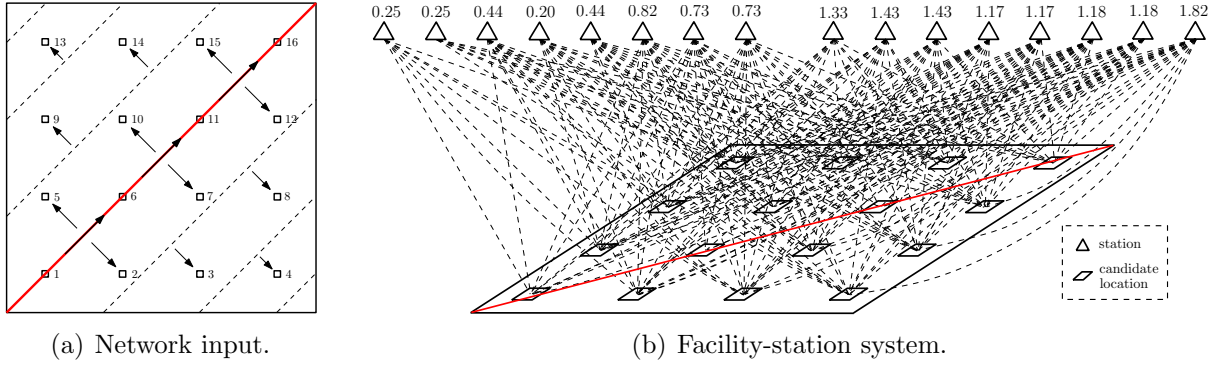 0.25 0.25 0.44 0.20 0.44 0.82 0.73 0.73 1.33 1.43 1.43 1.17 1.17 1.18 1.18 1.82
13 14 15 16
9 10 11 12
5 6 7 8
1 2 3 4
station
candidate
location
(a) Network input.
(b) Facility-station system.